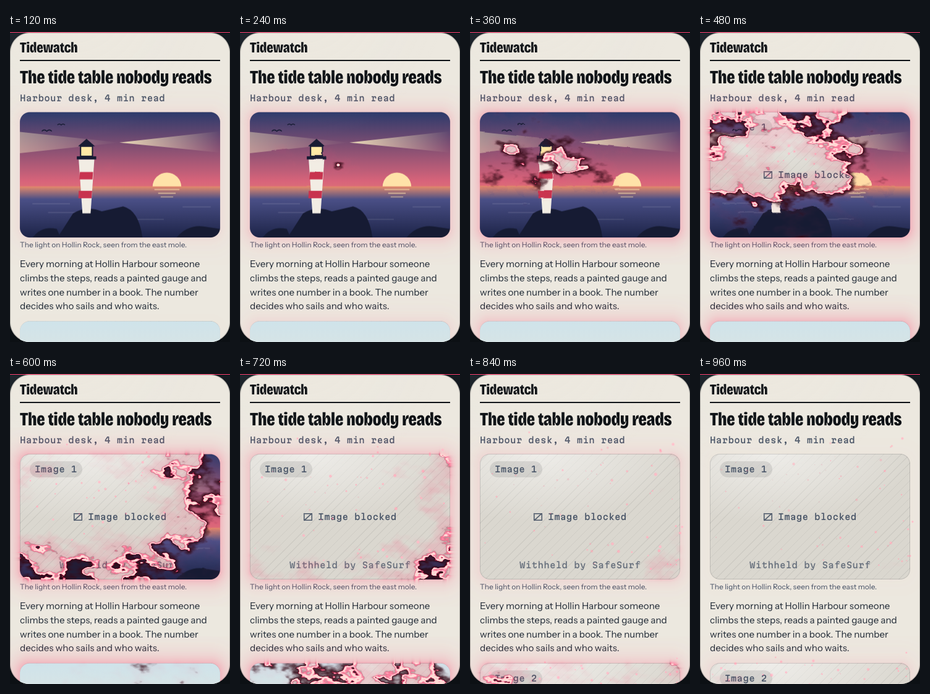 t = 120 ms
Tidewatch
The tide table nobody reads
Harbour desk, 4 min read
The light on Hollin Rock, seen from the east mole.
Every morning at Hollin Harbour someone
climbs the steps, reads a painted gauge and
writes one number in a book. The number
decides who sails and who waits.
t = 240 ms
Tidewatch
The tide table nobody reads
Harbour desk, 4 min read
The light on Hollin Rock, seen from the east mole.
Every morning at Hollin Harbour someone
climbs the steps, reads a painted gauge and
writes one number in a book. The number
decides who sails and who waits.
t = 360 ms
Tidewatch
The tide table nobody reads
Harbour desk, 4 min read
The light on Hollin Rock, seen from the east mole.
Every morning at Hollin Harbour someone
climbs the steps, reads a painted gauge and
writes one number in a book. The number
decides who sails and who waits.
t = 480 ms
Tidewatch
The tide table nobody reads
Harbour desk, 4 min read
1
Image blocke
The light on Hollin Rock, seen from the east mole.
Every morning at Hollin Harbour someone
climbs the steps, reads a painted gauge and
writes one number in a book. The number
decides who sails and who waits.
t = 600 ms
Tidewatch
The tide table nobody reads
Harbour desk, 4 min read
Image 1
Image blocked
The light on Hollin Rock, seen from the east mole.
Every morning at Hollin Harbour someone
climbs the steps, reads a painted gauge and
writes one number in a book. The number
decides who sails and who waits.
t = 720 ms
Tidewatch
The tide table nobody reads
Harbour desk, 4 min read
Image 1
Image blocked
Withheld by SafeSurf
The light on Hollin Rock, seen from the east mole.
Every morning at Hollin Harbour someone
climbs the steps, reads a painted gauge and
writes one number in a book. The number
decides who sails and who waits.
t = 840 ms
Tidewatch
The tide table nobody reads
Harbour desk, 4 min read
Image 1
Image blocked
Withheld by SafeSurf
The light on Hollin Rock, seen from the east mole.
Every morning at Hollin Harbour someone
climbs the steps, reads a painted gauge and
writes one number in a book. The number
decides who sails and who waits.
2
t = 960 ms
Tidewatch
The tide table nobody reads
Harbour desk, 4 min read
Image 1
Image blocked
Withheld by SafeSurf
The light on Hollin Rock, seen from the east mole.
Every morning at Hollin Harbour someone
climbs the steps, reads a painted gauge and
writes one number in a book. The number
decides who sails and who waits.
Image 2